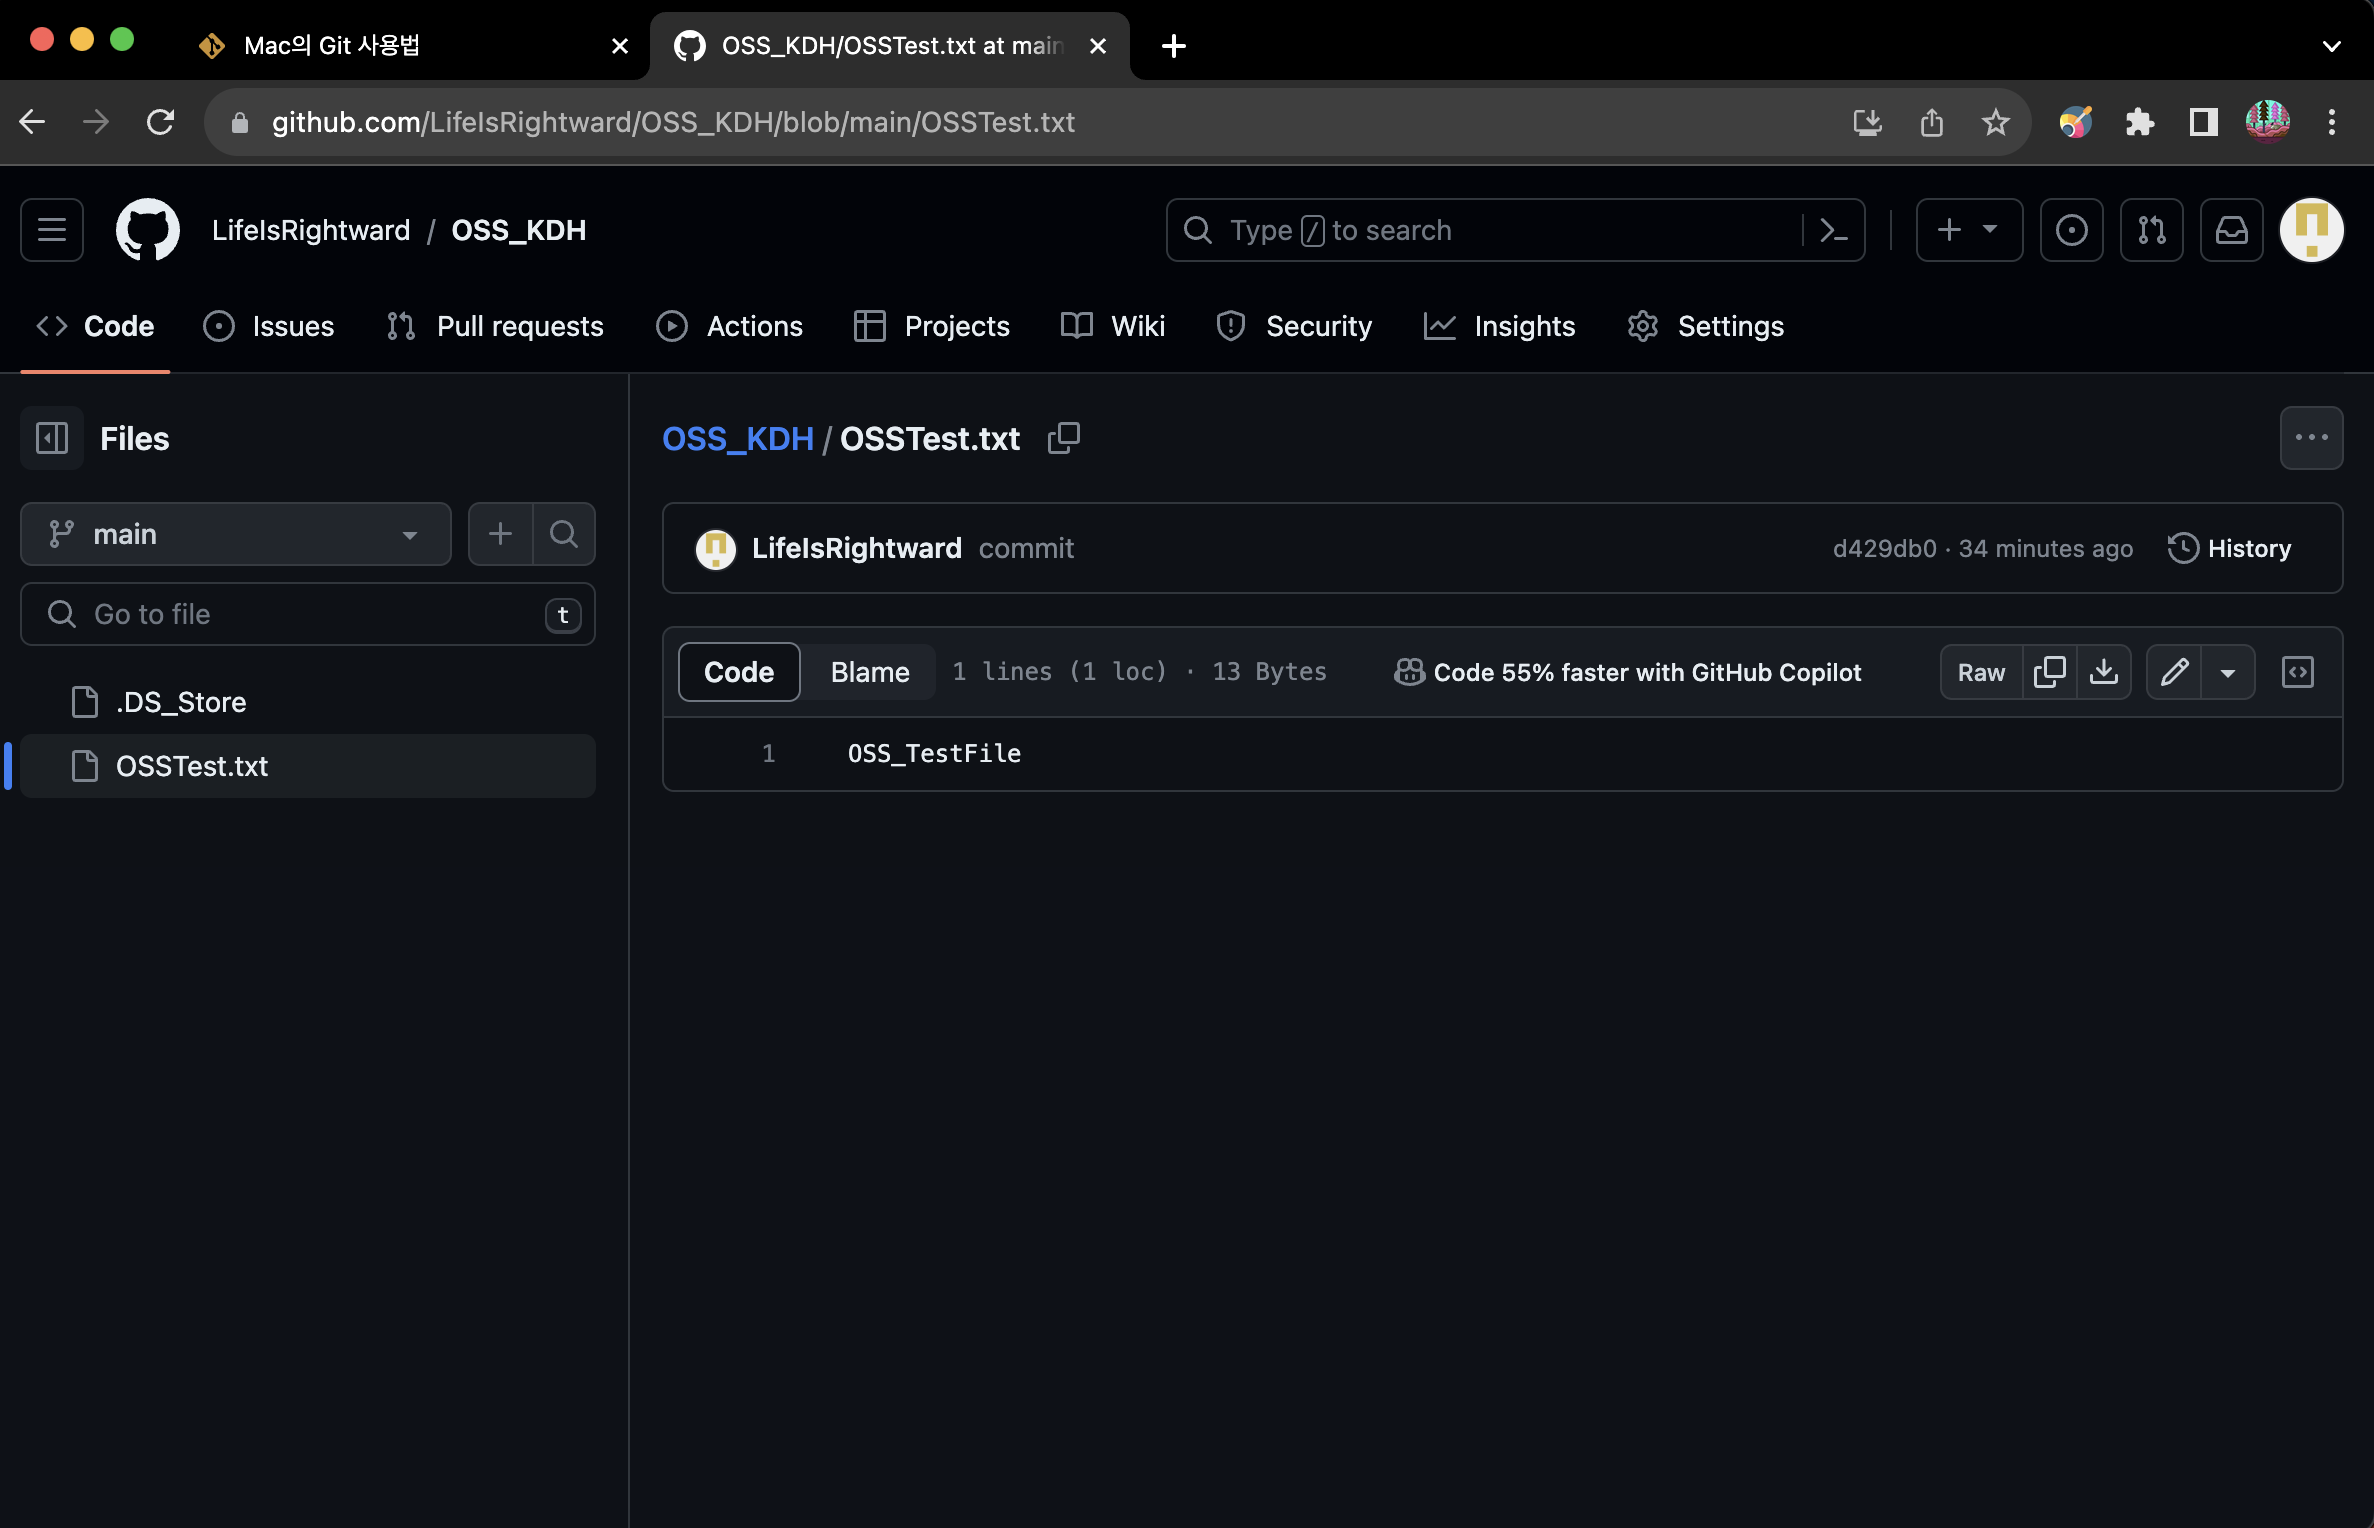 Mac의 Git 사용법
OSS_KDH/OSSTest.txt at main
github.com/LifeIsRightward/OSS_KDH/blob/main/OSSTest.txt
LifeIsRightward / OSS_KDH
Type / to search
Code
Issues
Pull requests
Actions
Projects
Wiki
Security
Insights
Settings
Files
main
Go to file
t
.DS_Store
OSSTest.txt
OSS_KDH / OSSTest.txt
LifeIsRightward commit
d429db0 · 34 minutes ago
History
Code
Blame
1 lines (1 loc) · 13 Bytes
Code 55% faster with GitHub Copilot
Raw
1 OSS_TestFile